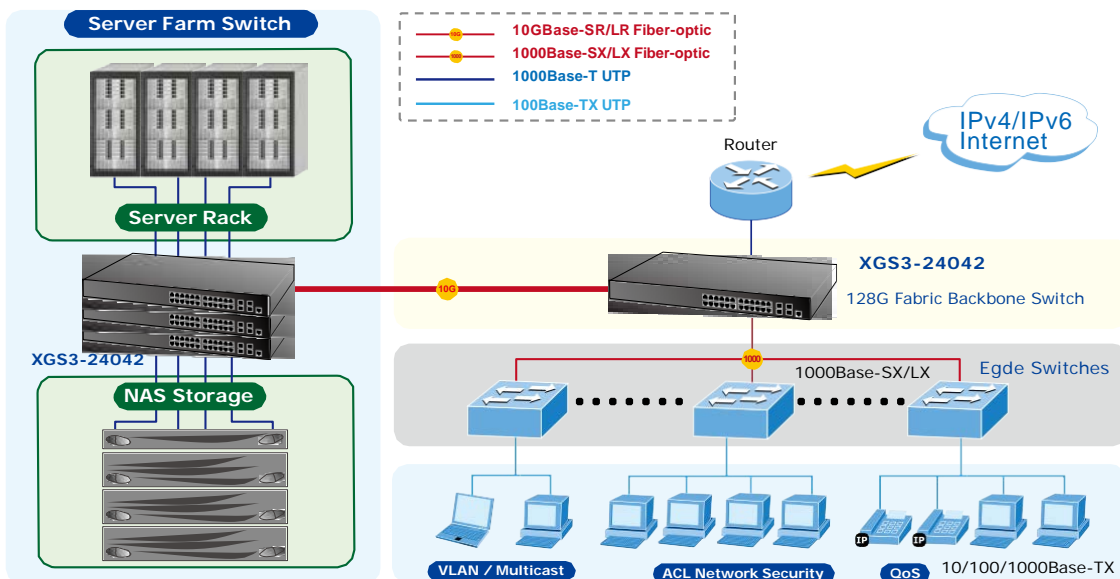 Server Farm Switch
Server Rack
XGS3-24042
NAS Storage
10G
10GBase-SR/LR Fiber-optic
1000
1000Base-SX/LX Fiber-optic
1000Base-T UTP
100Base-TX UTP
IPv4/IPv6
Internet
Router
10G
XGS3-24042
128G Fabric Backbone Switch
1000
1000Base-SX/LX
Egde Switches
IP
IP
VLAN / Multicast
ACL Network Security
QoS
10/100/1000Base-TX